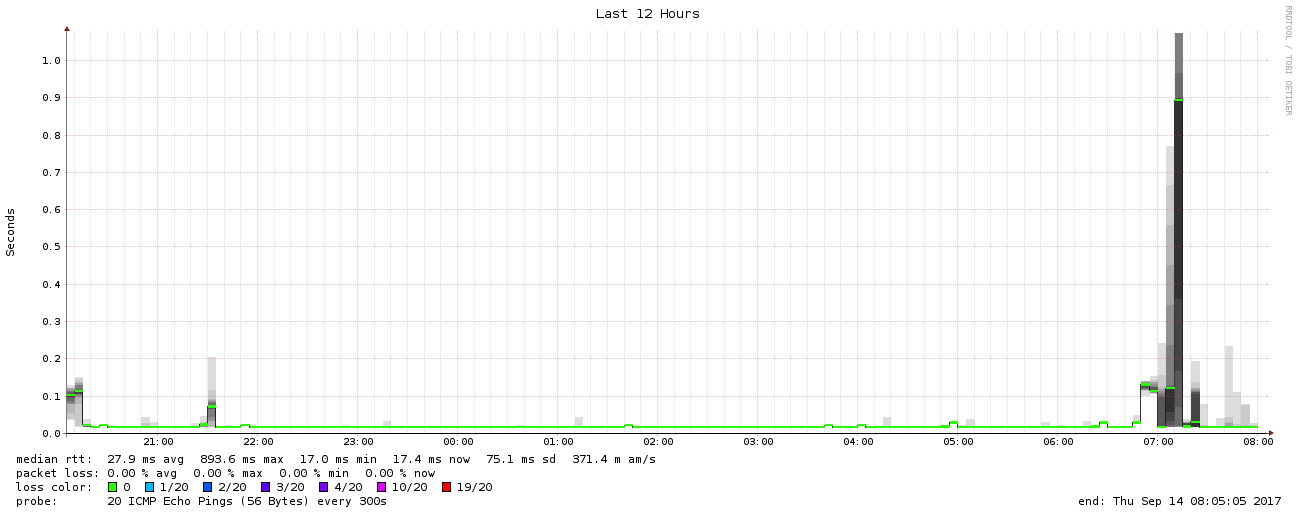 Last 12 Hours
RRDTOOL / TOBI OETIKER
Seconds
1.0
0.9
0.8
0.7
0.6
0.5
0.4
0.3
0.2
0.1
0.0
21:00 22:00 23:00 00:00 01:00 02:00 03:00 04:00 05:00 06:00 07:00 08:00
median rtt: 27.9 ms avg 893.6 ms max 17.0 ms min 17.4 ms now 75.1 ms sd 371.4 m am/s
packet loss: 0.00 % avg 0.00 % max 0.00 % min 0.00 % now
loss color: 0 1/20 2/20 3/20 4/20 10/20 19/20
probe: 20 ICMP Echo Pings (56 Bytes) every 300s end: Thu Sep 14 08:05:05 2017